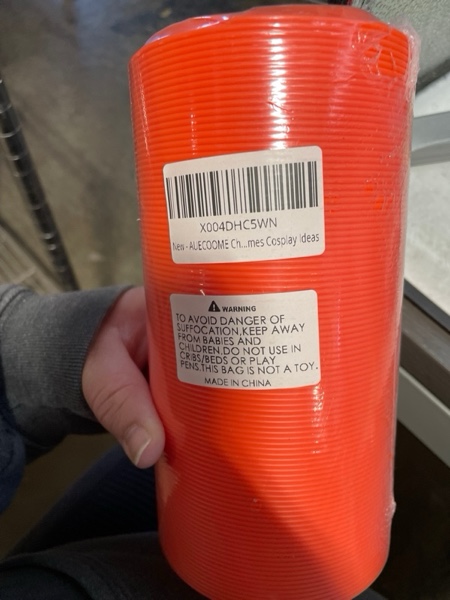 X004DHC5WN
New - AUECOOME Ch...mes Cosplay Ideas
WARNING
TO AVOID DANGER OF
SUFFOCATION,KEEP AWAY
FROM BABIES AND
CHILDREN.DO NOT USE IN
CRIBS/BEDS OR PLAY
PENS.THIS BAG IS NOT A TOY.
MADE IN CHINA